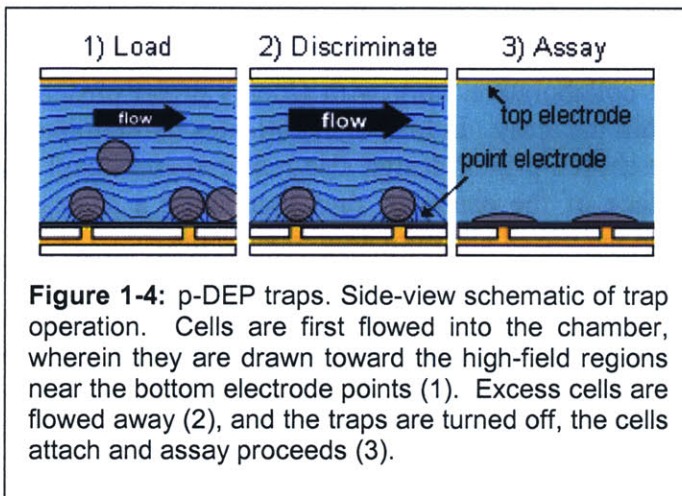 1) Load
2) Discriminate
3) Assay
flow
flow
top electrode
point electrode
Figure 1-4: p-DEP traps. Side-view schematic of trap
operation. Cells are first flowed into the chamber,
wherein they are drawn toward the high-field regions
near the bottom electrode points (1). Excess cells are
flowed away (2), and the traps are turned off, the cells
attach and assay proceeds (3).